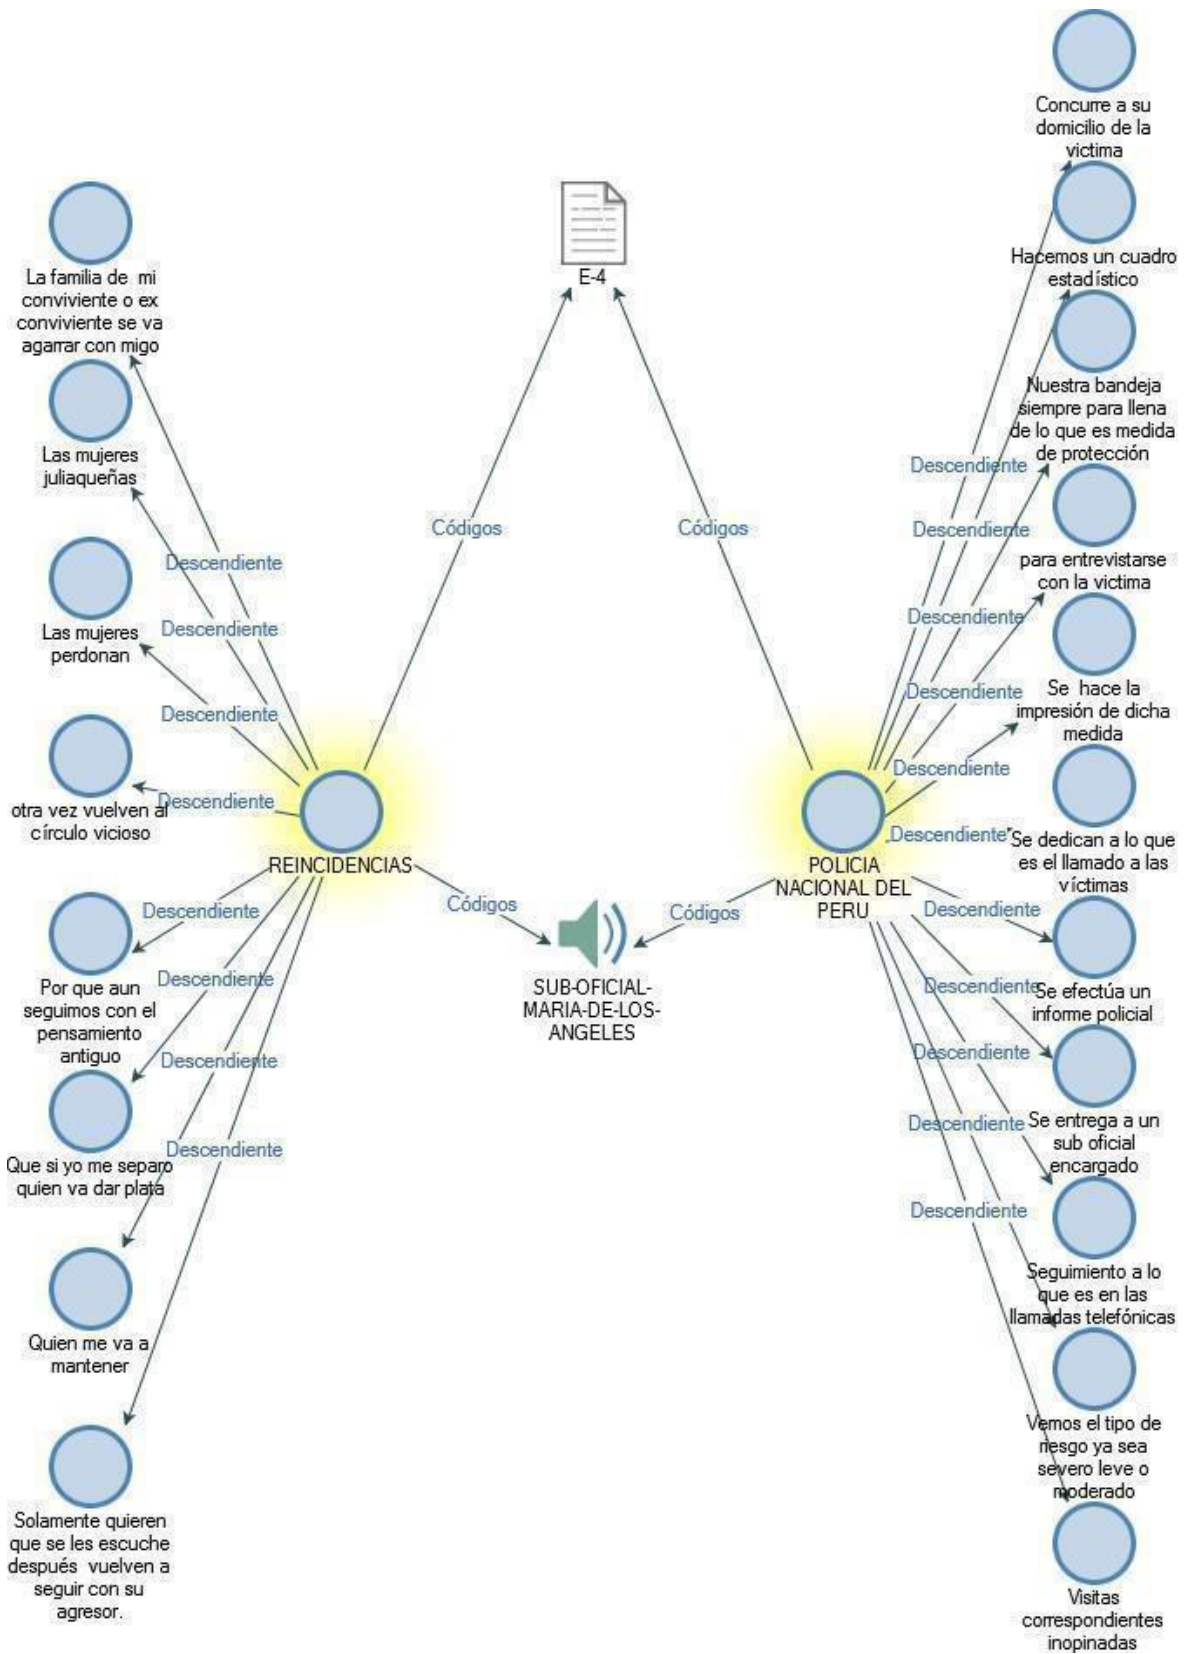 La familia de mi
conviviente o ex
conviviente se va
agarrar con migo
Las mujeres
juliaqueñas
Descendiente
Las mujeres
perdonan
Descendiente
Descendiente
otra vez vuelven al
círculo vicioso
Descendiente
REINCIDENCIAS
Descendiente
Por que aun
seguimos con el
pensamiento
antiguo
Descendiente
Descendiente
Que si yo me separo
quien va dar plata
Descendiente
Quien me va a
mantener
Solamente quieren
que se les escuche
después vuelven a
seguir con su
agresor.
E-4
Códigos
Códigos
Códigos
Códigos
SUB-OFICIAL-
MARIA-DE-LOS-
ANGELES
POLICIA
NACIONAL DEL
PERU
Concurre a su
domicilio de la
victima
Hacemos un cuadro
estadístico
Nuestra bandeja
siempre para llena
de lo que es medida
de protección
Descendiente
Descendiente
para entrevistarse
con la victima
Descendiente
Descendiente
Se hace la
impresión de dicha
medida
Descendiente
Descendiente
Se dedican a lo que
es el llamado a las
víctimas
Descendiente
Se efectúa un
informe policial
Descendiente
Se entrega a un
sub oficial
encargado
Descendiente
Descendiente
Seguimiento a lo
que es en las
llamadas telefónicas
Vemos el tipo de
riesgo ya sea
severo leve o
moderado
Visitas
correspondientes
inopinadas